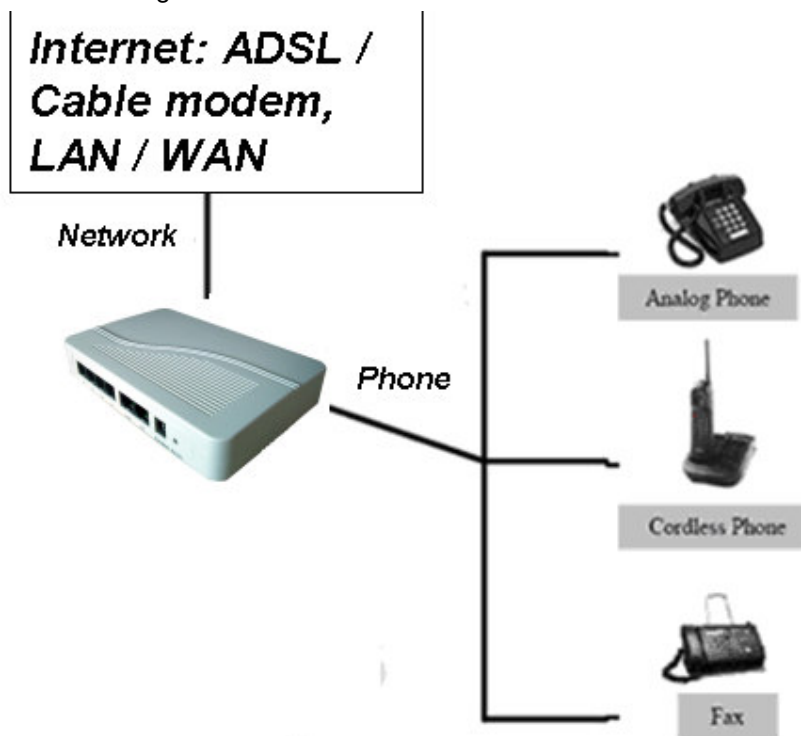 Internet: ADSL /
Cable modem,
LAN / WAN
Network
Phone
Analog Phone
Cordless Phone
Fax